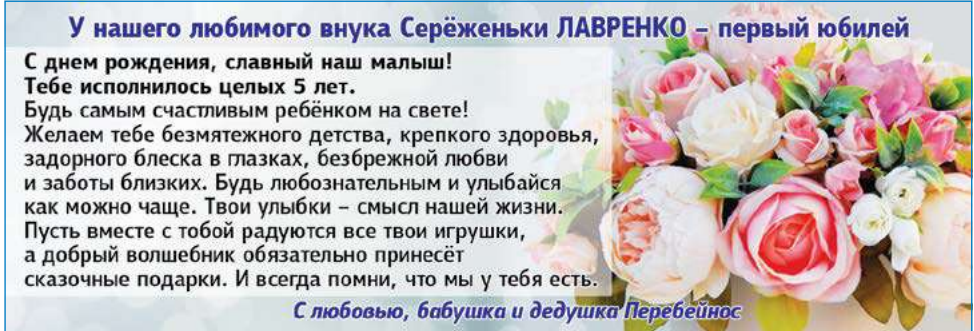 У нашего любимого внука Серёженьки ЛАВРЕНКО – первый юбилей
С днем рождения, славный наш малыш!
Тебе исполнилось целых 5 лет.
Будь самым счастливым ребёнком на свете!
Желаем тебе безмятежного детства, крепкого здоровья,
задорного блеска в глазках, безбрежной любви
и заботы близких. Будь любознательным и улыбайся
как можно чаще. Твои улыбки – смысл нашей жизни.
Пусть вместе с тобой радуются все твои игрушки,
а добрый волшебник обязательно принесёт
сказочные подарки. И всегда помни, что мы у тебя есть.
С любовью, бабушка и дедушка Перебейнос